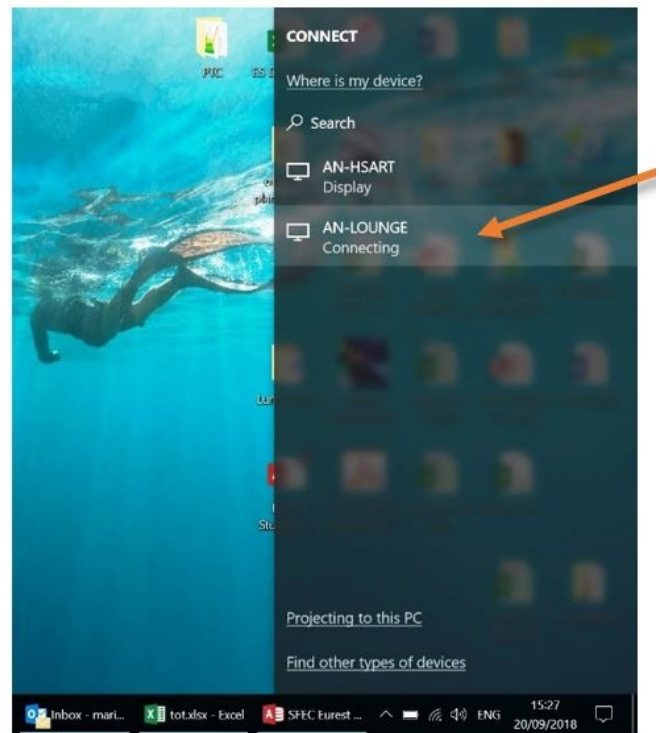 CONNECT
Where is my device?
Search
AN-HSART
Display
AN-LOUNGE
Connecting
Projecting to this PC
Find other types of devices
PIC
Inbox - mari...
tot.xlsx - Excel
SFEC Eurest ...
ENG
15:27
20/09/2018